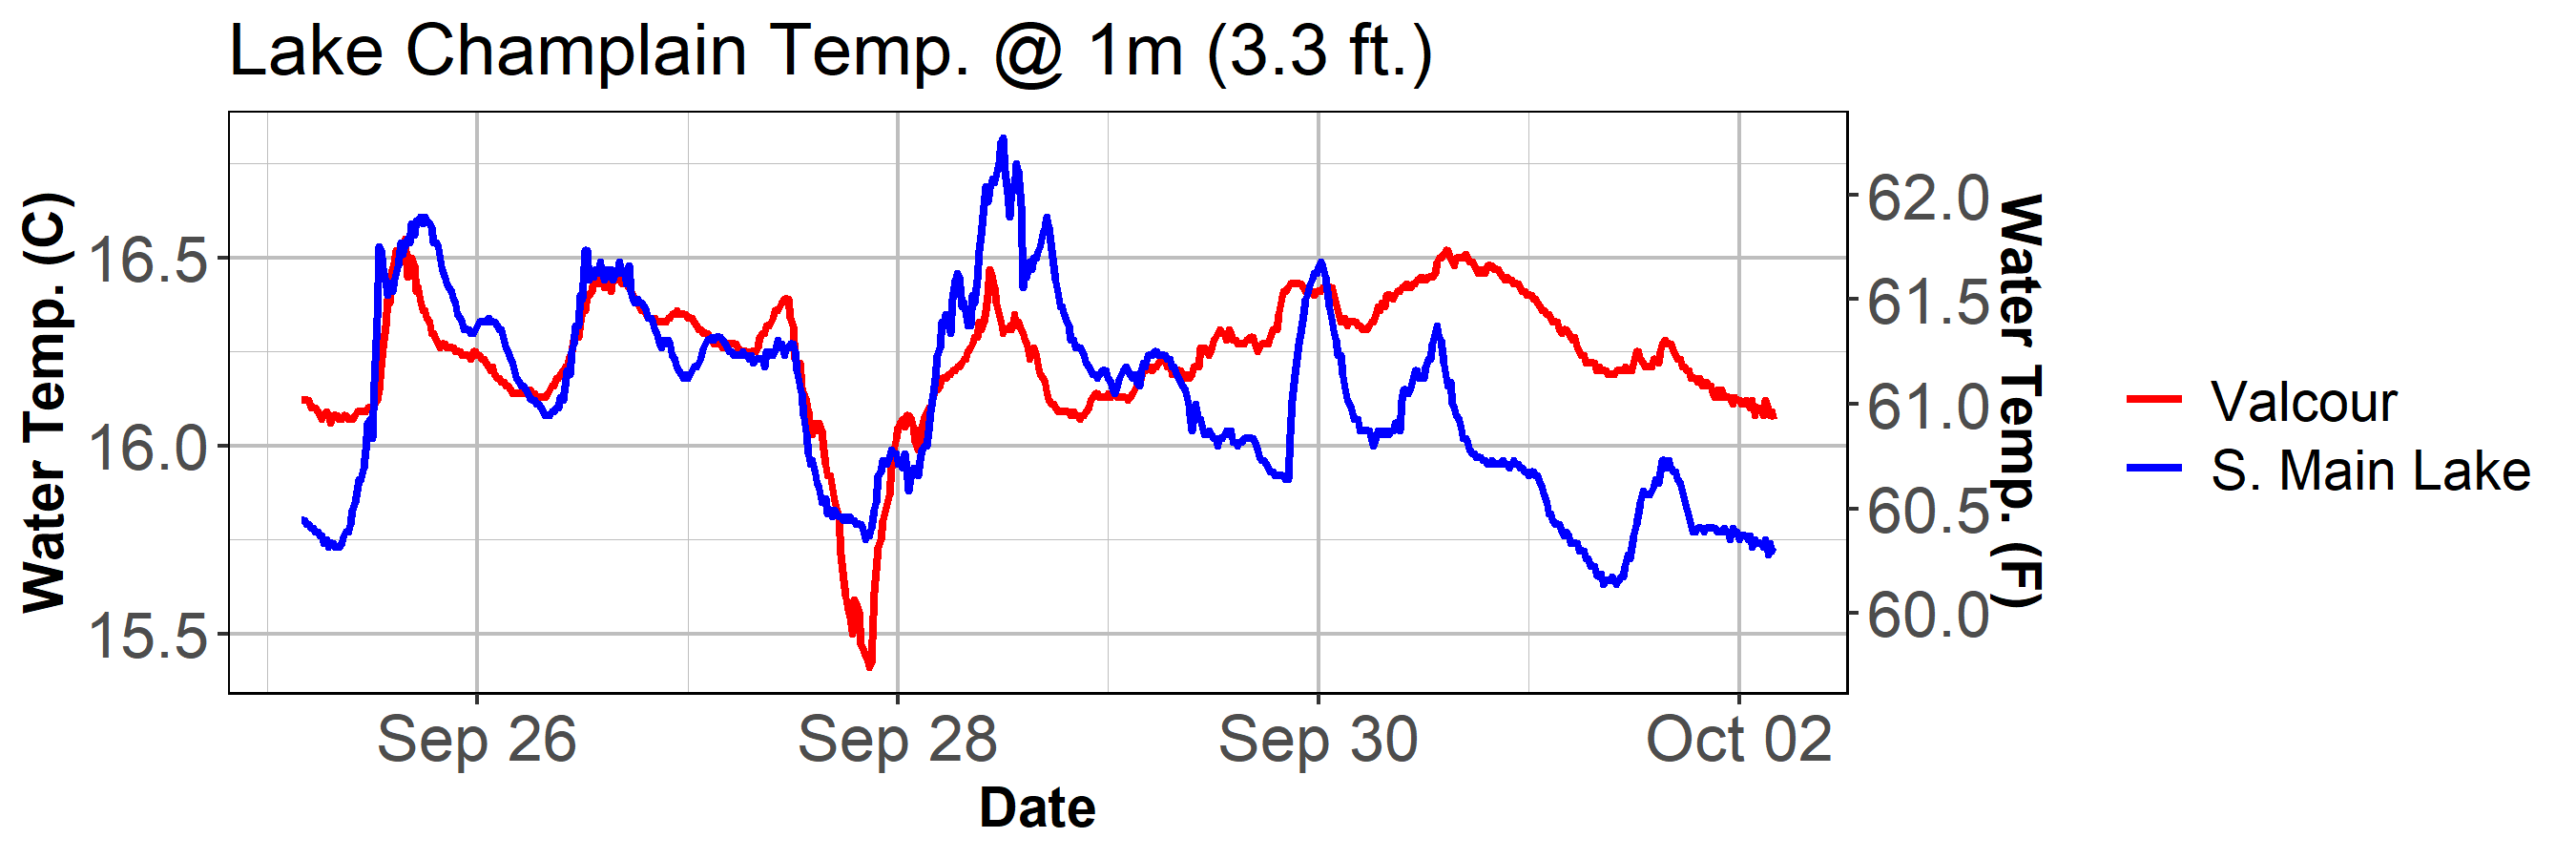 Lake Champlain Temp. @ 1m (3.3 ft.)
Water Temp. (C)
16.5
16.0
15.5
62.0
61.5
61.0
60.5
60.0
Water Temp. (F)
Sep 26
Sep 28
Sep 30
Oct 02
Date
Valcour
S. Main Lake